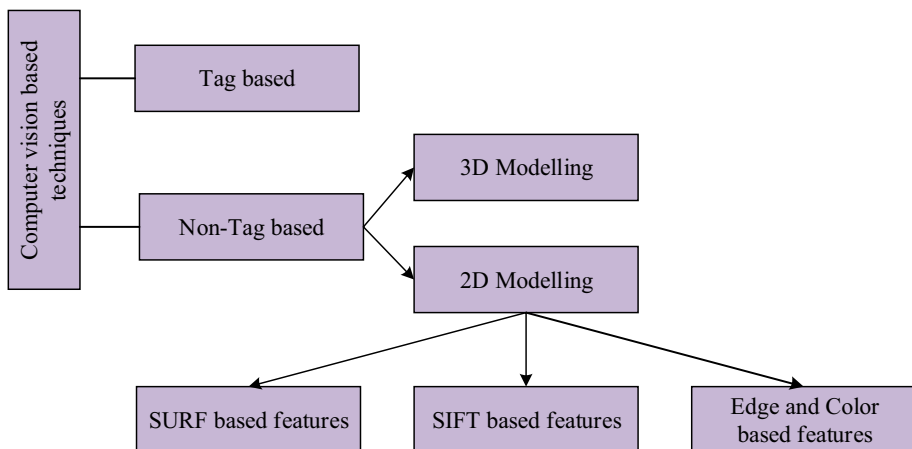 Computer vision based
techniques
Tag based
Non-Tag based
3D Modelling
2D Modelling
SURF based features
SIFT based features
Edge and Color
based features